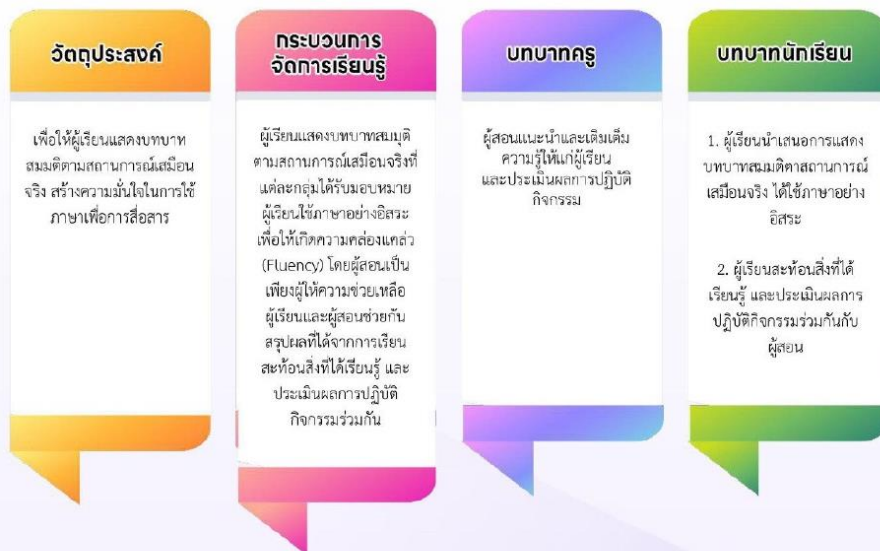 วัตถุประสงค์
เพื่อให้ผู้เรียนแสดงบทบาท
สมมติตามสถานการณ์เสมือน
จริง สร้างความมั่นใจในการใช้
ภาษาเพื่อการสื่อสาร
กระบวนการ
จัดการเรียนรู้
ผู้เรียนแสดงบทบาทสมมุติ
ตามสถานการณ์เสมือนจริงที่
แต่ละกลุ่มได้รับมอบหมาย
ผู้เรียนใช้ภาษาอย่างอิสระ
เพื่อให้เกิดความคล่องแคล่ว
(Fluency) โดยผู้สอนเป็น
เพียงผู้ให้ความช่วยเหลือ
ผู้เรียนและผู้สอนช่วยกัน
สรุปผลที่ได้จากการเรียน
สะท้อนสิ่งที่ได้เรียนรู้ และ
ประเมินผลการปฏิบัติ
กิจกรรมร่วมกัน
บทบาทครู
ผู้สอนแนะนำและเติมเต็ม
ความรู้ให้แก่ผู้เรียน
และประเมินผลการปฏิบัติ
กิจกรรม
บทบาทนักเรียน
1. ผู้เรียนนำเสนอการแสดง
บทบาทสมมติตาสถานการณ์
เสมือนจริง ได้ใช้ภาษาอย่าง
อิสระ
2. ผู้เรียนสะท้อนสิ่งที่ได้
เรียนรู้ และประเมินผลการ
ปฏิบัติกิจกรรมร่วมกันกับ
ผู้สอน